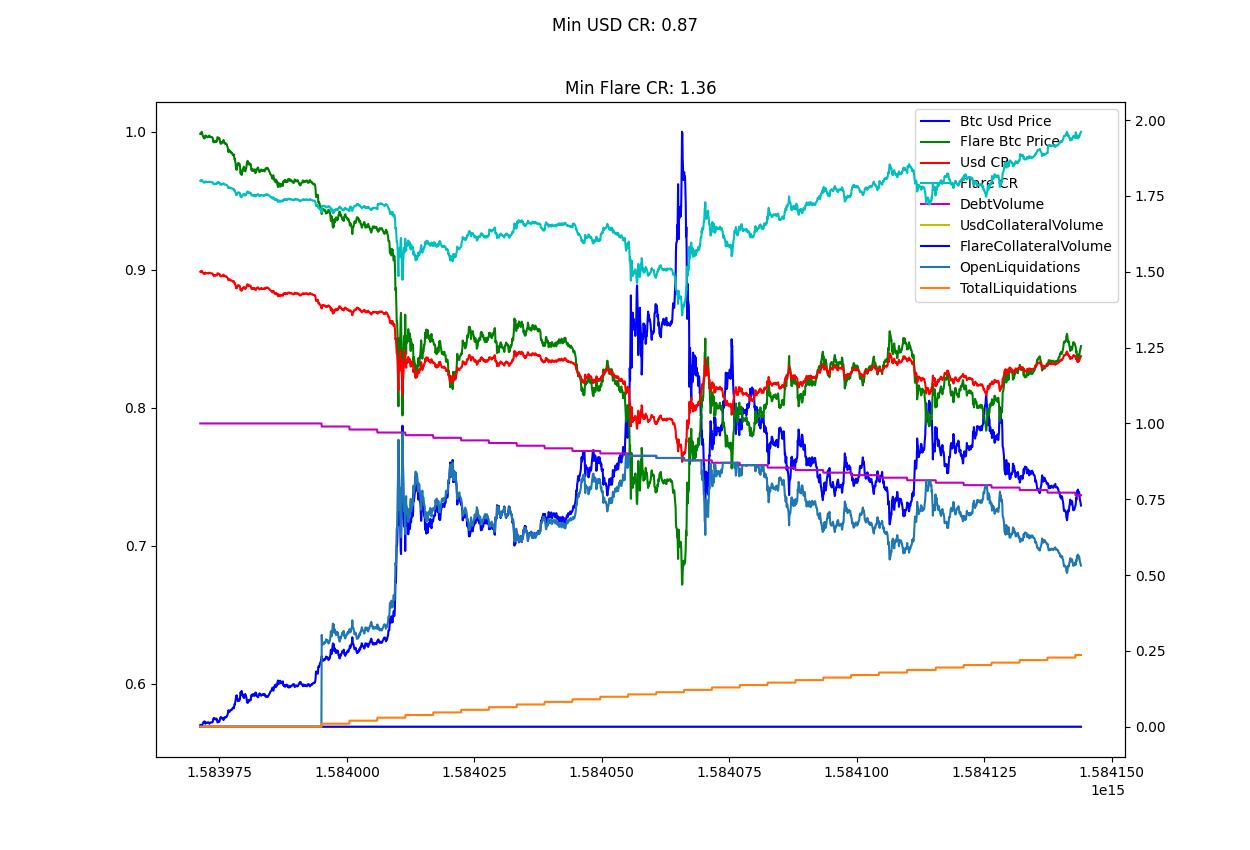 Min USD CR: 0.87
Min Flare CR: 1.36
1.0
0.9
0.8
0.7
0.6
2.00
1.75
1.50
1.25
1.00
0.75
0.50
0.25
0.00
Btc Usd Price
Flare Btc Price
Usd CR
Flare CR
DebtVolume
UsdCollateralVolume
FlareCollateralVolume
OpenLiquidations
TotalLiquidations
1.583975 1.584000 1.584025 1.584050 1.584075 1.584100 1.584125 1.584150
1e15